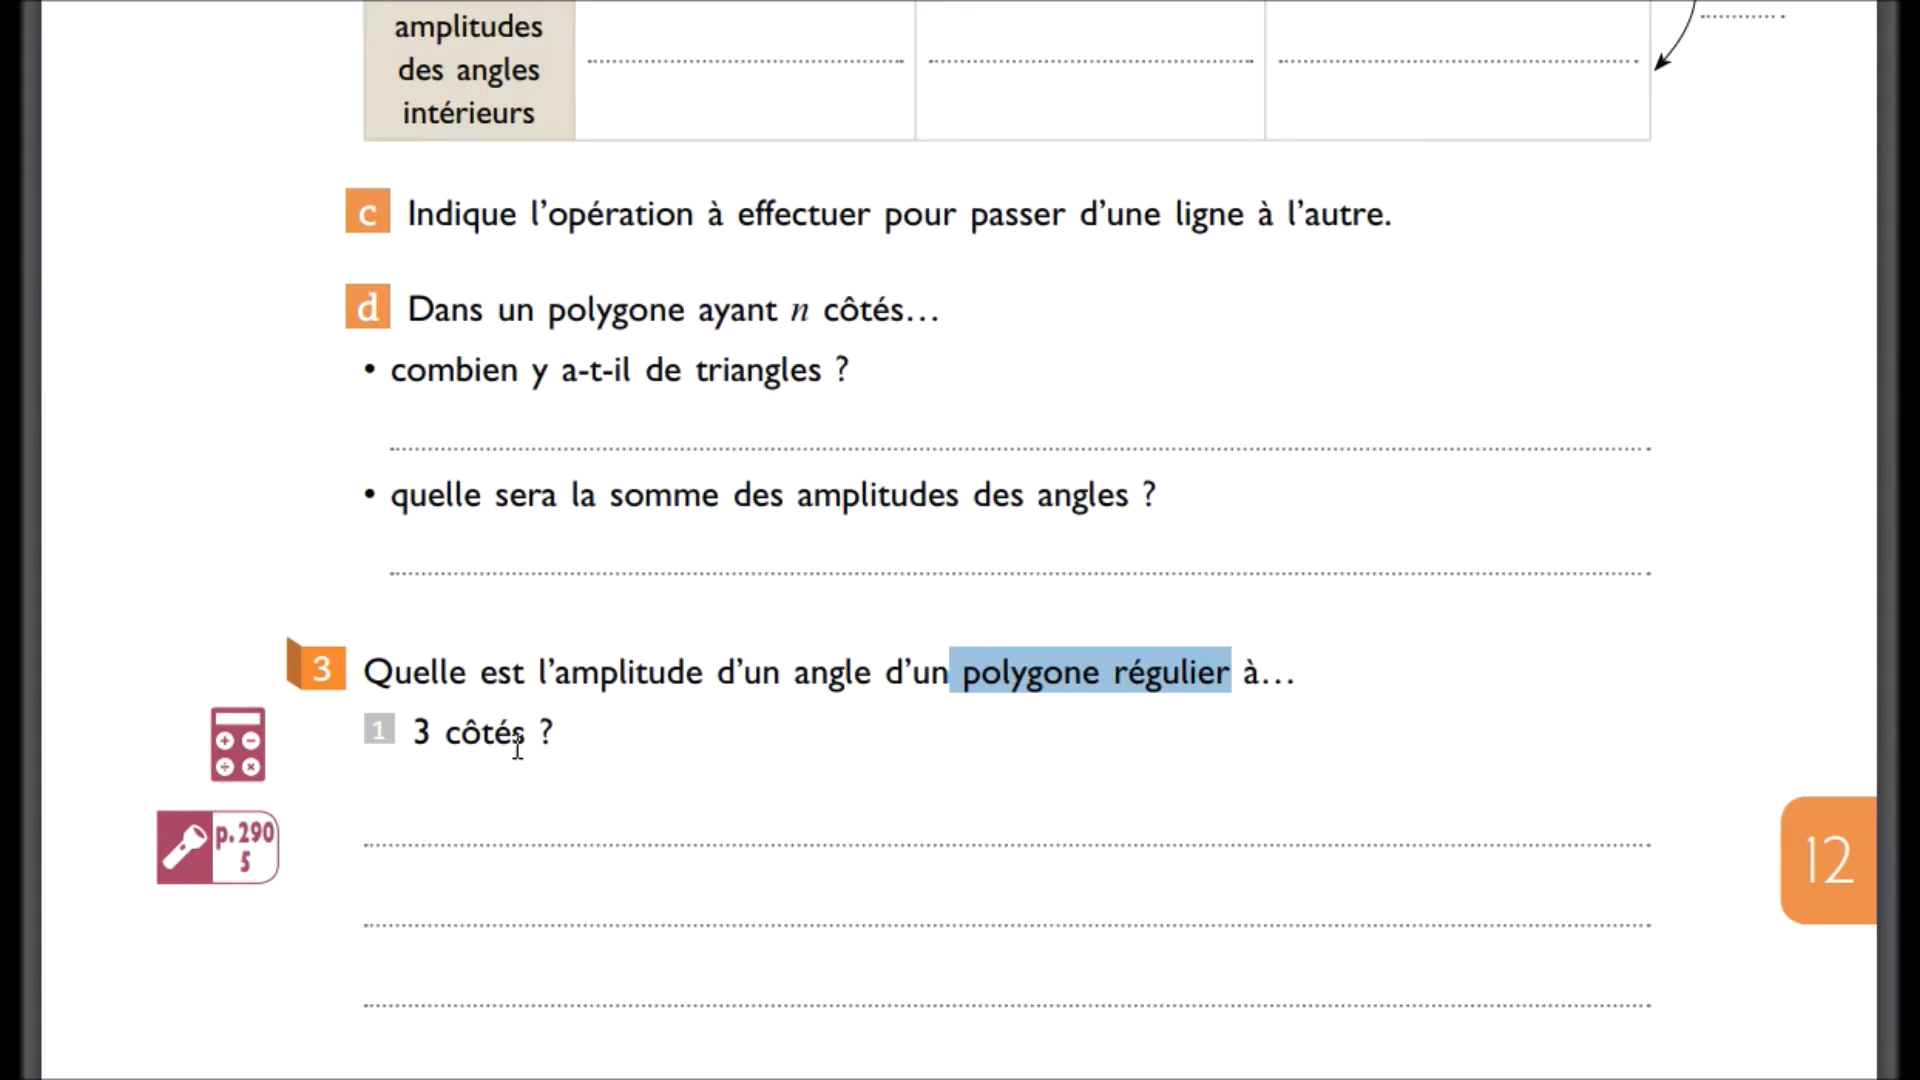 amplitudes
des angles
intérieurs
c Indique l’opération à effectuer pour passer d’une ligne à l’autre.
d Dans un polygone ayant n côtés…
• combien y a-t-il de triangles ?
• quelle sera la somme des amplitudes des angles ?
3 Quelle est l’amplitude d’un angle d’un polygone régulier à…
1 3 côtés ?
p. 290
5
12